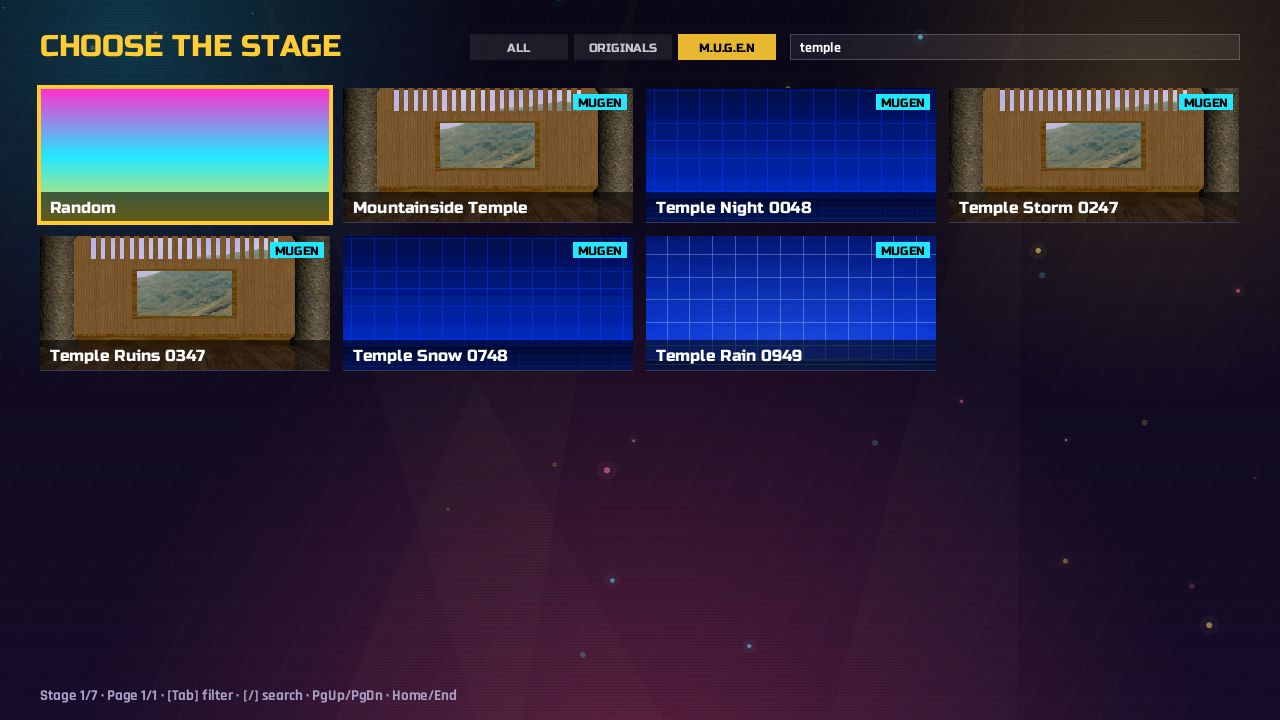 CHOOSE THE STAGE
ALL
ORIGINALS
M.U.G.E.N
temple
Random
MUGEN
Mountainside Temple
MUGEN
Temple Night 0048
MUGEN
Temple Storm 0247
MUGEN
Temple Ruins 0347
MUGEN
Temple Snow 0748
MUGEN
Temple Rain 0949
Stage 1/7 · Page 1/1 · [Tab] filter · [/] search · PgUp/PgDn · Home/End